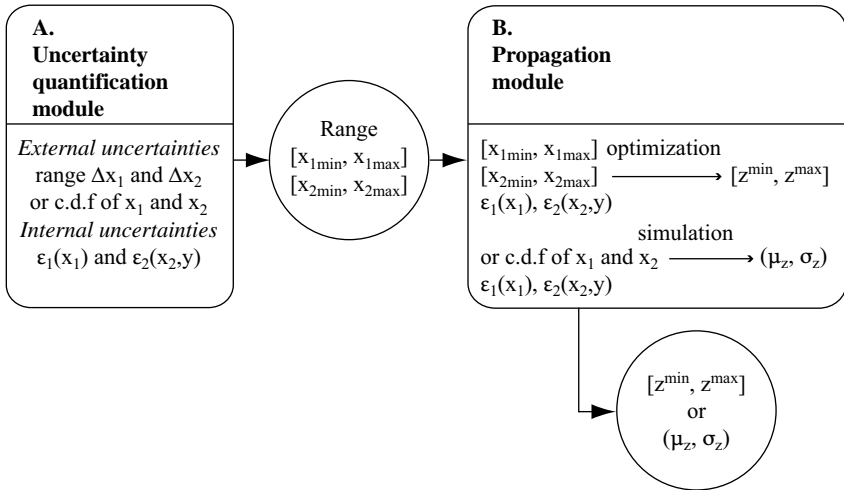 A.
Uncertainty
quantification
module
External uncertainties
range Δx₁ and Δx₂
or c.d.f of x₁ and x₂
Internal uncertainties
ε₁(x₁) and ε₂(x₂,y)
Range
[x₁min, x₁max]
[x₂min, x₂max]
B.
Propagation
module
[x₁min, x₁max] optimization
[x₂min, x₂max] [zᵐⁱⁿ, zᵐᵃˣ]
ε₁(x₁), ε₂(x₂,y)
simulation
or c.d.f of x₁ and x₂ (μz, σz)
ε₁(x₁), ε₂(x₂,y)
[zᵐⁱⁿ, zᵐᵃˣ]
or
(μz, σz)